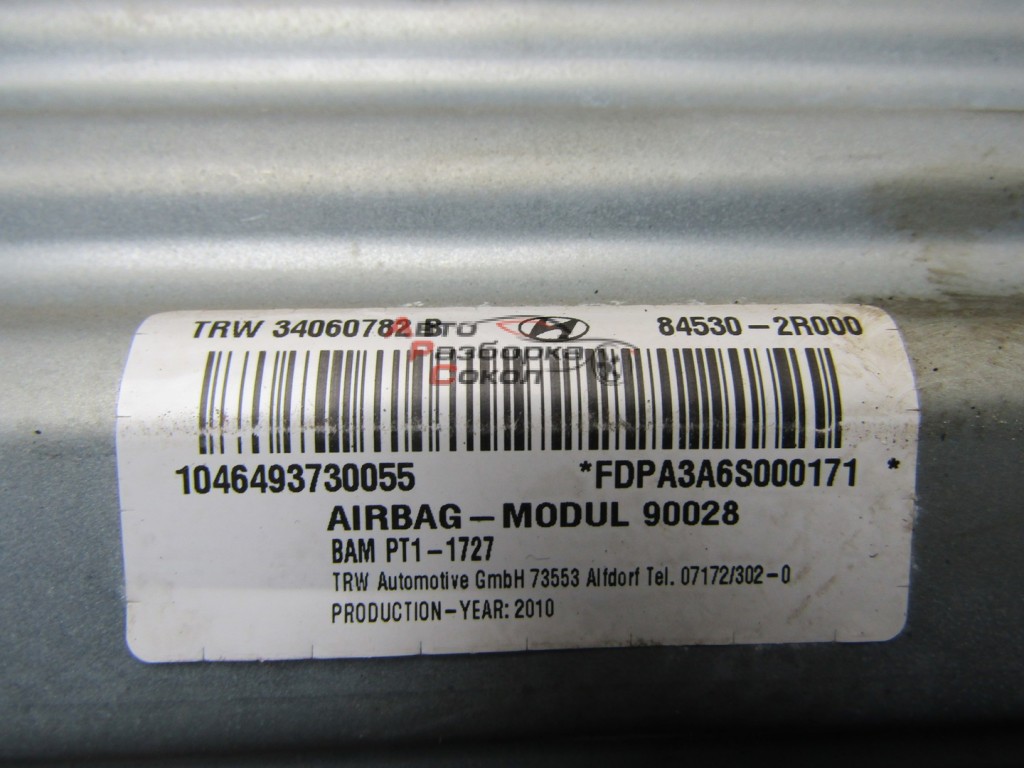 TRW 34060782 B 84530-2R000
Авто
Разборка
Сокол
1046493730055 *FDPA3A6S000171 *
AIRBAG-MODUL 90028
BAM PT1-1727
TRW Automotive GmbH 73553 Alfdorf Tel. 07172/302-0
PRODUCTION-YEAR: 2010